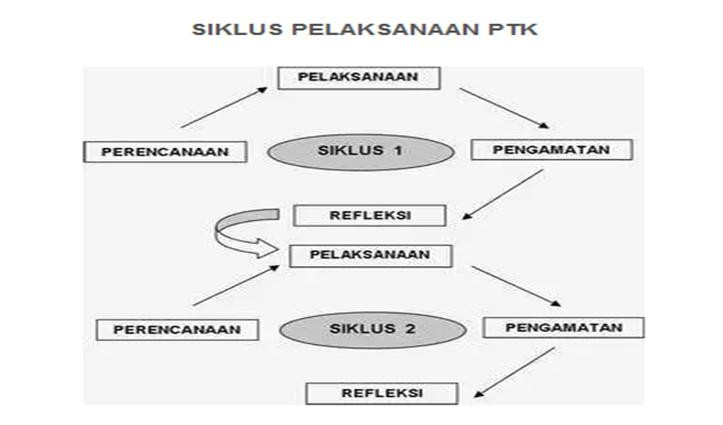 SIKLUS PELAKSANAAN PTK
PELAKSANAAN
PERENCANAAN
SIKLUS 1
PENGAMATAN
REFLEKSI
PELAKSANAAN
PERENCANAAN
SIKLUS 2
PENGAMATAN
REFLEKSI